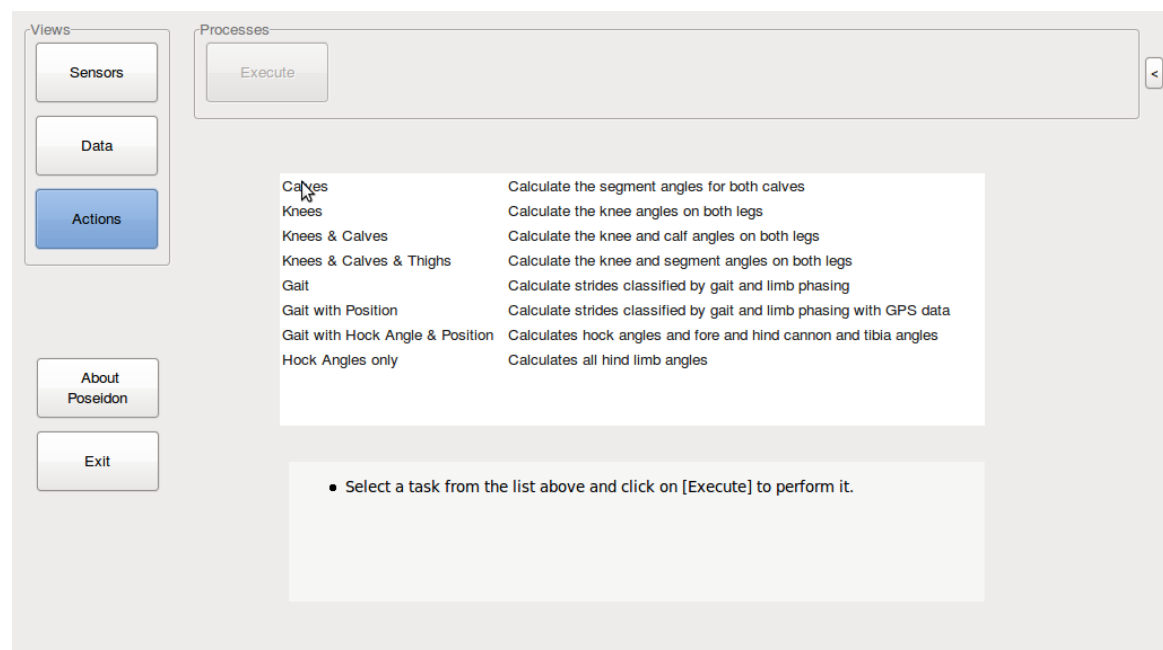 Views
Processes
Sensors
Execute
<
Data
Actions
Calves Calculate the segment angles for both calves
Knees Calculate the knee angles on both legs
Knees & Calves Calculate the knee and calf angles on both legs
Knees & Calves & Thighs Calculate the knee and segment angles on both legs
Gait Calculate strides classified by gait and limb phasing
Gait with Position Calculate strides classified by gait and limb phasing with GPS data
Gait with Hock Angle & Position Calculates hock angles and fore and hind cannon and tibia angles
Hock Angles only Calculates all hind limb angles
About
Poseidon
Exit
• Select a task from the list above and click on [Execute] to perform it.